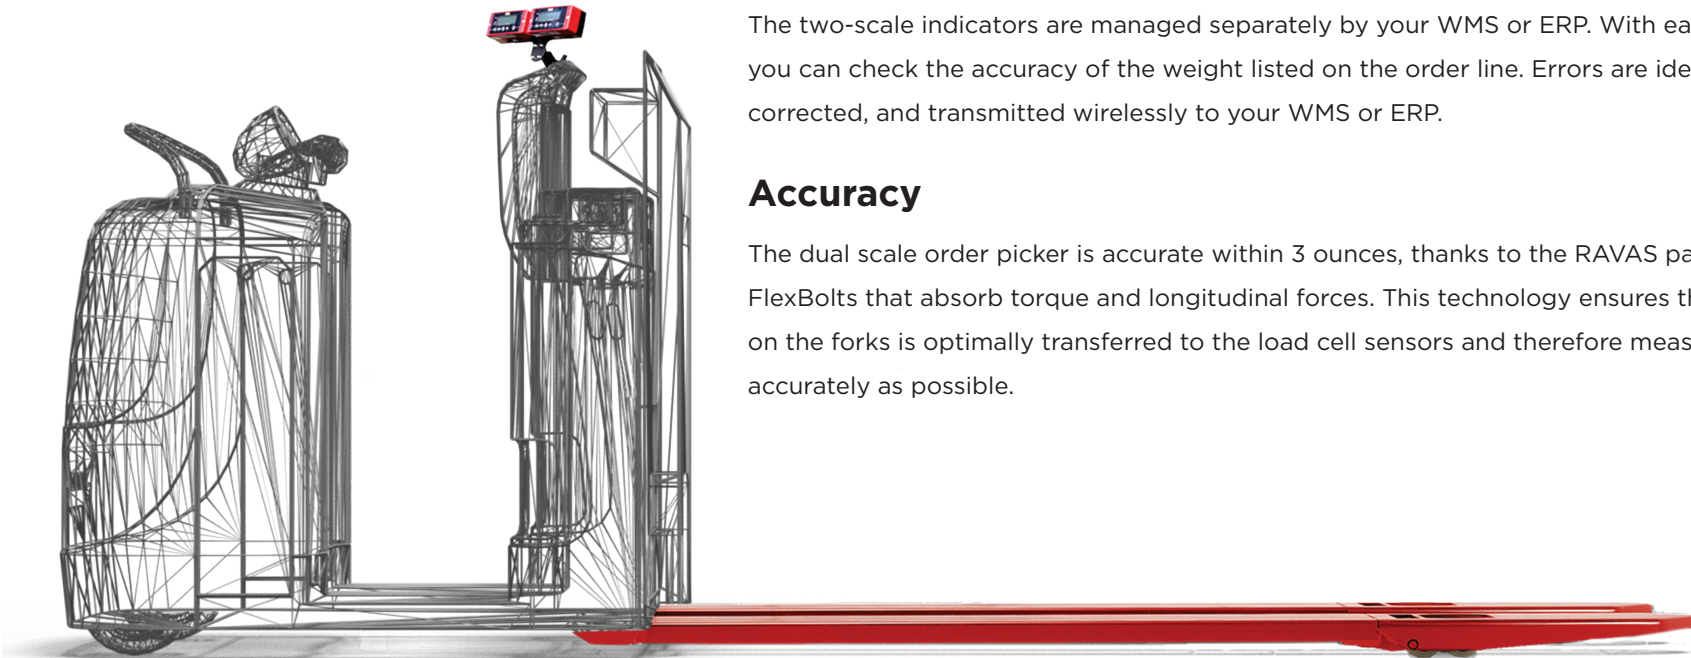 The two-scale indicators are managed separately by your WMS or ERP. With
you can check the accuracy of the weight listed on the order line. Errors are
corrected, and transmitted wirelessly to your WMS or ERP.
Accuracy
The dual scale order picker is accurate within 3 ounces, thanks to the RAVAS
FlexBolts that absorb torque and longitudinal forces. This technology ensures
on the forks is optimally transferred to the load cell sensors and therefore
accurately as possible.